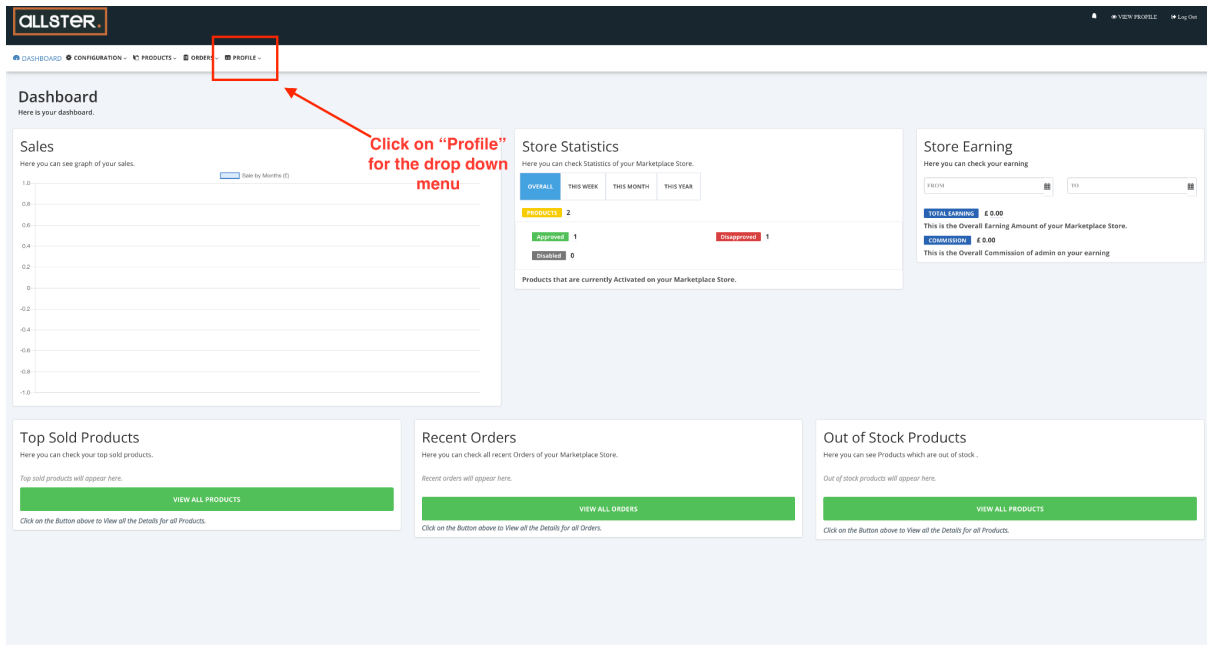 ALLSTER.
VIEW PROFILE Log Out
DASHBOARD CONFIGURATION PRODUCTS ORDERS PROFILE
Dashboard
Here is your dashboard.
Sales
Here you can see graph of your sales.
Sale by Months (£)
1.0
0.8
0.6
0.4
0.2
0
-0.2
-0.4
-0.6
-0.8
-1.0
Click on “Profile”
for the drop down
menu
Store Statistics
Here you can check Statistics of your Marketplace Store.
OVERALL THIS WEEK THIS MONTH THIS YEAR
PRODUCTS 2
Approved 1 Disapproved 1
Disabled 0
Products that are currently Activated on your Marketplace Store.
Store Earning
Here you can check your earning
FROM TO
TOTAL EARNING £ 0.00
This is the Overall Earning Amount of your Marketplace Store.
COMMISSION £ 0.00
This is the Overall Commission of admin on your earning
Top Sold Products
Here you can check your top sold products.
Top sold products will appear here.
VIEW ALL PRODUCTS
Click on the Button above to View all the Details for all Products.
Recent Orders
Here you can check all recent Orders of your Marketplace Store.
Recent orders will appear here.
VIEW ALL ORDERS
Click on the Button above to View all the Details for all Orders.
Out of Stock Products
Here you can see Products which are out of stock .
Out of stock products will appear here.
VIEW ALL PRODUCTS
Click on the Button above to View all the Details for all Products.